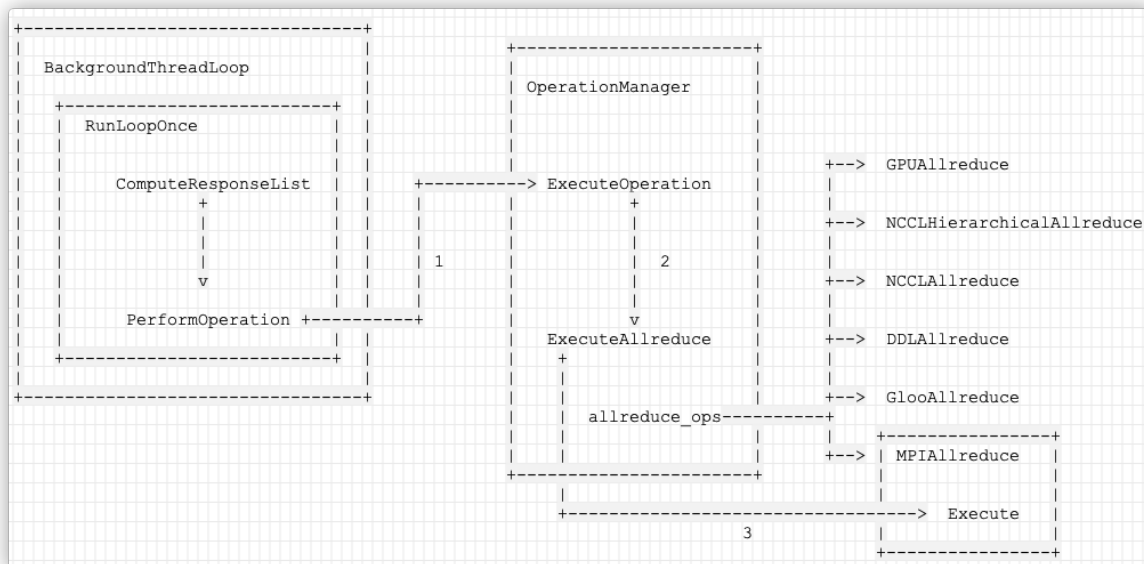 BackgroundThreadLoop
OperationManager
RunLoopOnce
GPUAllreduce
ComputeResponseList
ExecuteOperation
NCCLHierarchicalAllreduce
1
2
v
NCCLAllreduce
PerformOperation
v
ExecuteAllreduce
DDLAllreduce
GlooAllreduce
allreduce_ops
MPIAllreduce
Execute
3